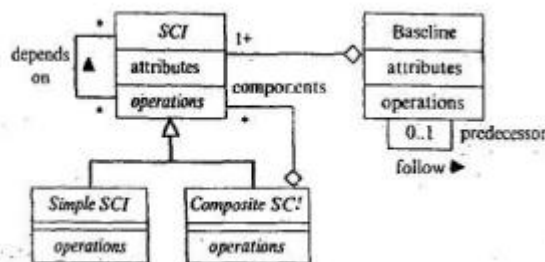 *
SCI
1+
Baseline
depends
on
▲
attributes
attributes
*
operations
components
*
operations
0..1
predecessor
follow ▶
Simple SCI
Composite SCI
operations
operations